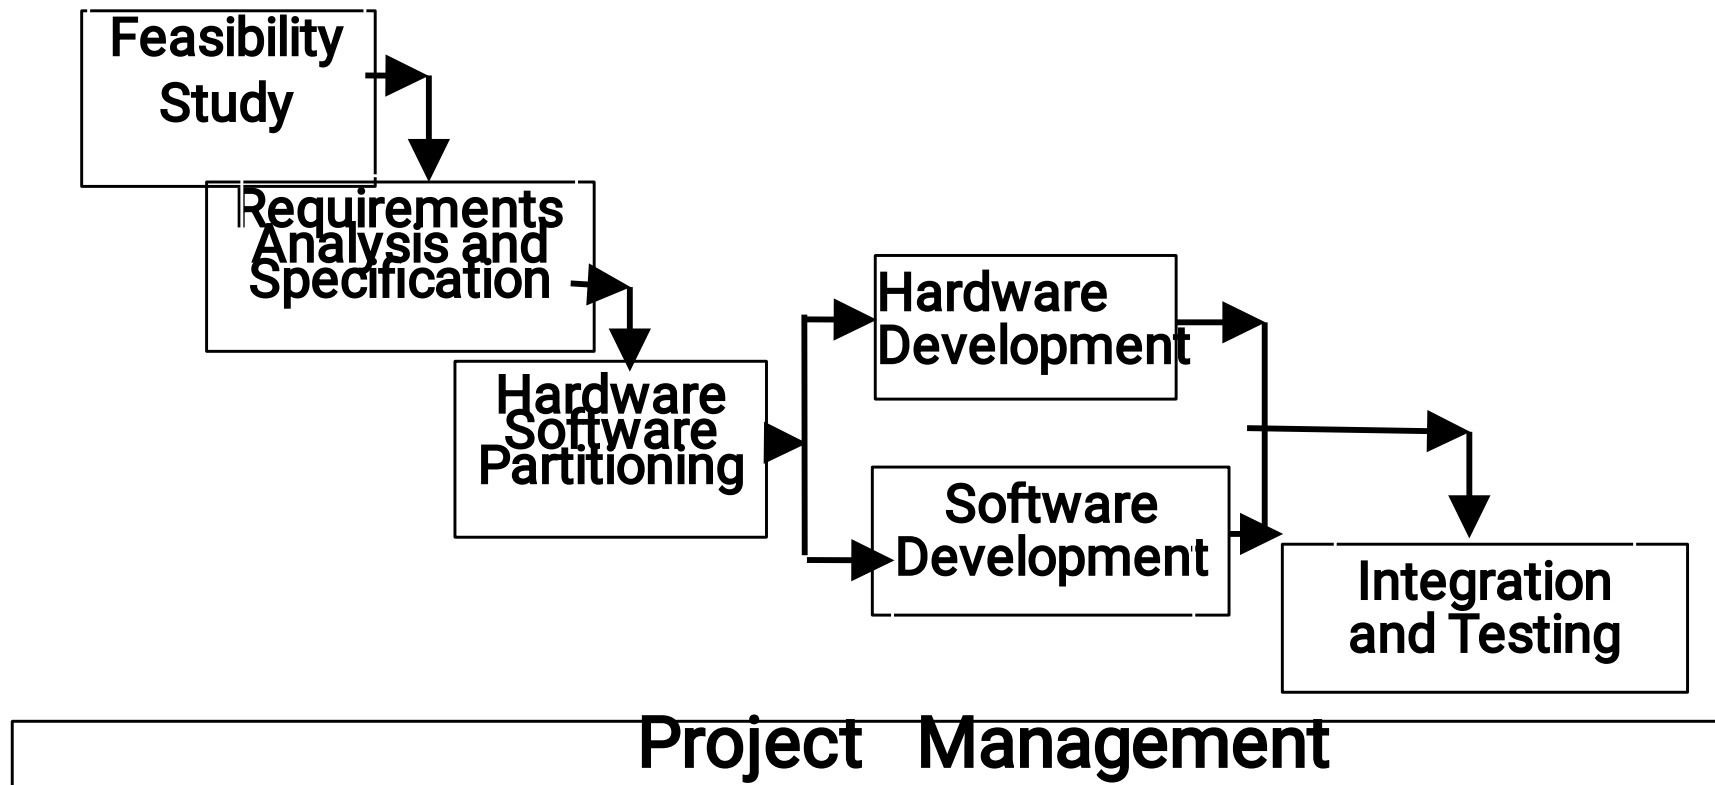 Feasibility
Study
Requirements
Analysis and
Specification
Hardware
Software
Partitioning
Hardware
Development
Software
Development
Integration
and Testing
Project Management